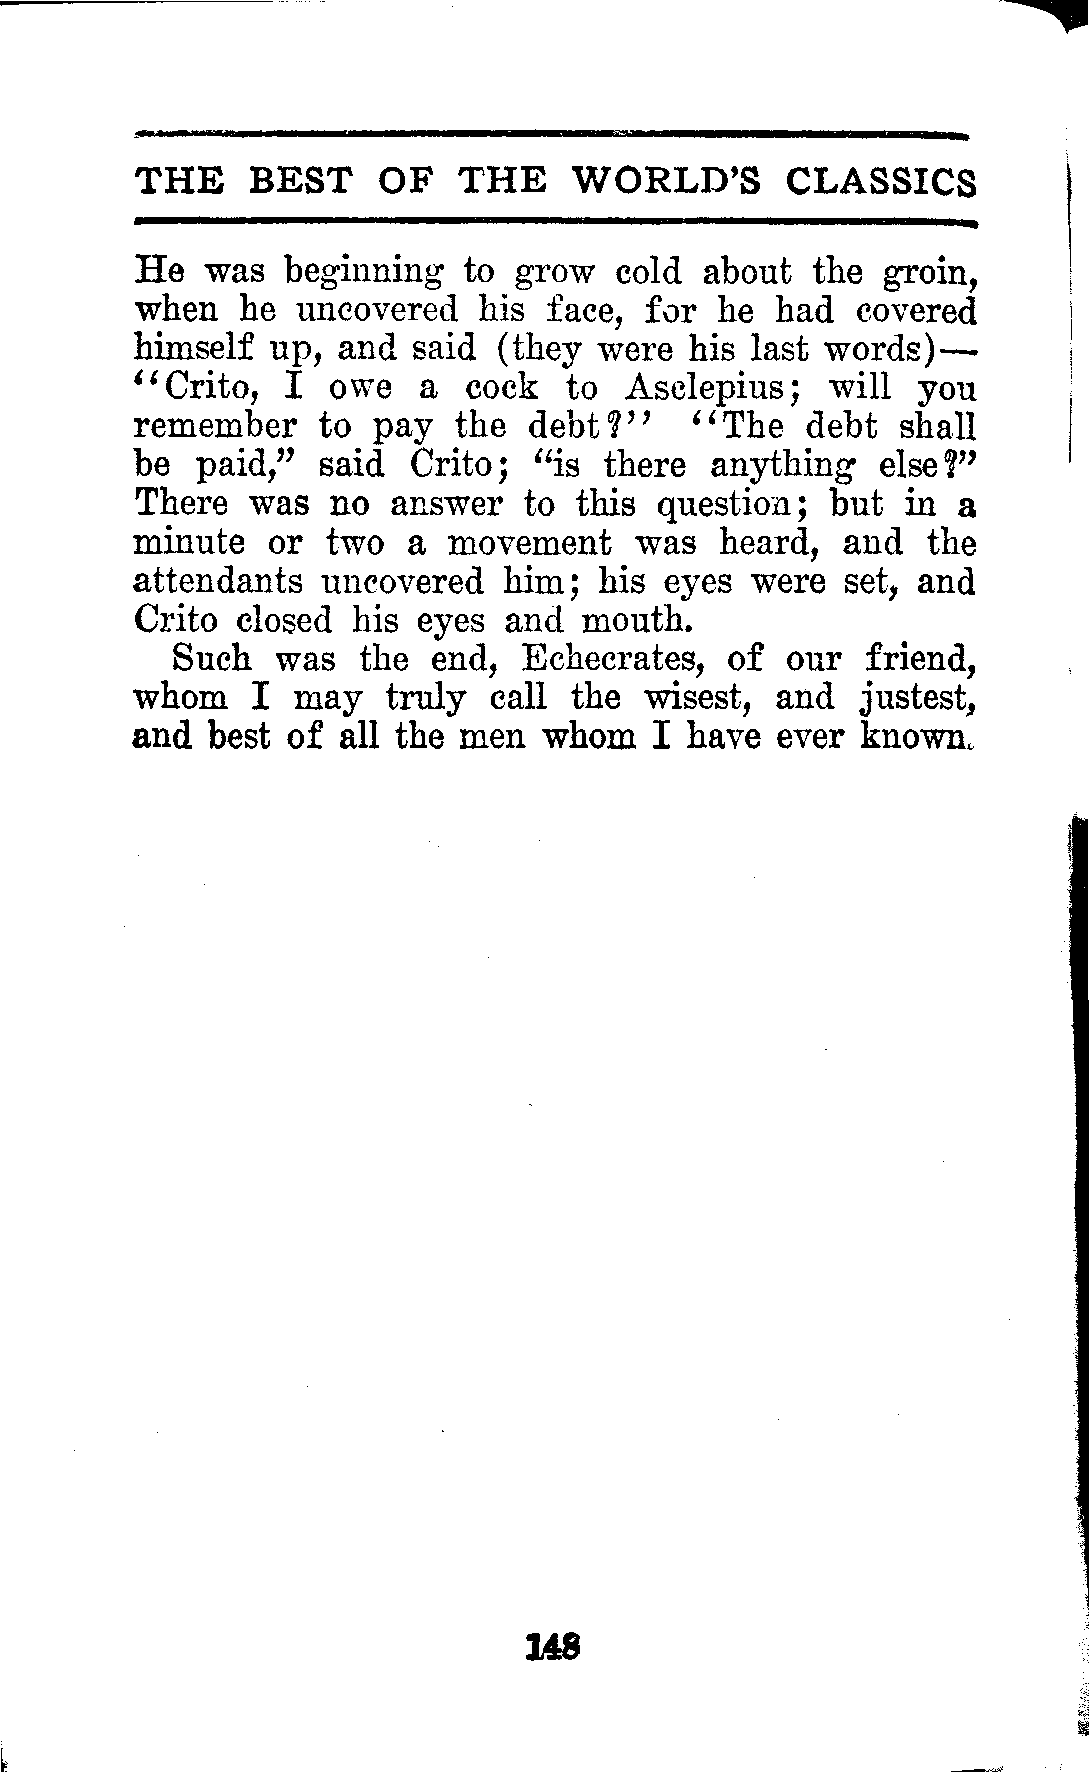 THE BEST OF THE WORLD'S CLASSICS
He was beginning to grow cold about the groin,
when he uncovered his face, for he had covered
himself up, and said (they were his last words)—
“Crito, I owe a cock to Asclepius; will you
remember to pay the debt?” “The debt shall
be paid,” said Crito; “is there anything else?”
There was no answer to this question; but in a
minute or two a movement was heard, and the
attendants uncovered him; his eyes were set, and
Crito closed his eyes and mouth.
Such was the end, Echecrates, of our friend,
whom I may truly call the wisest, and justest,
and best of all the men whom I have ever known.
148